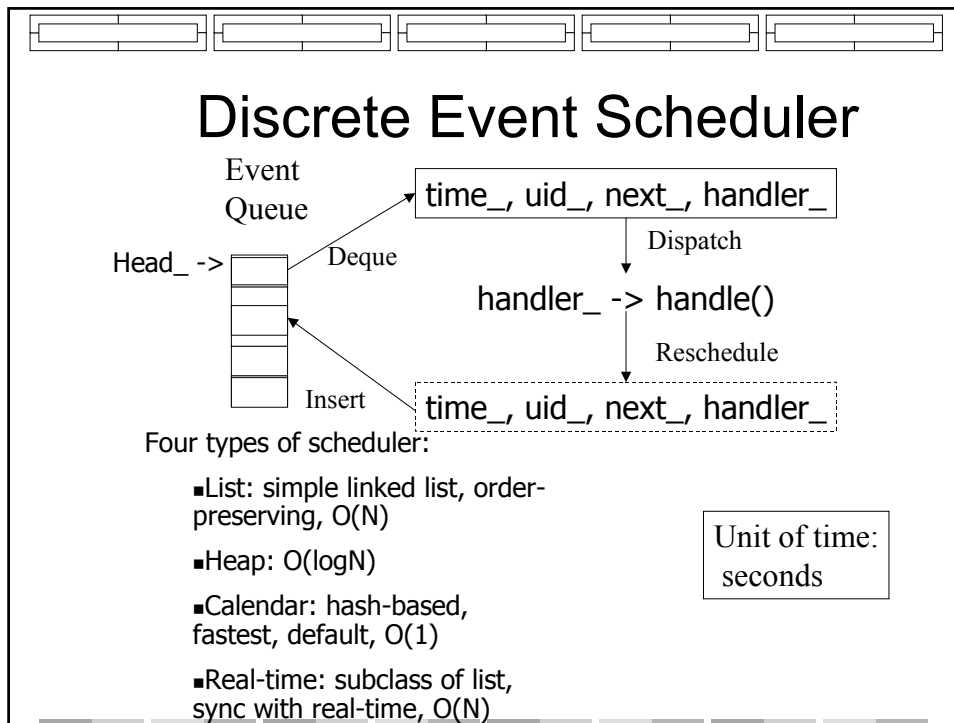 Discrete Event Scheduler
Event
Queue
time_, uid_, next_, handler_
Dispatch
Head_ ->
Deque
handler_ -> handle()
Reschedule
Insert
time_, uid_, next_, handler_
Four types of scheduler:
▪List: simple linked list, order-
preserving, O(N)
▪Heap: O(logN)
▪Calendar: hash-based,
fastest, default, O(1)
▪Real-time: subclass of list,
sync with real-time, O(N)
Unit of time:
seconds